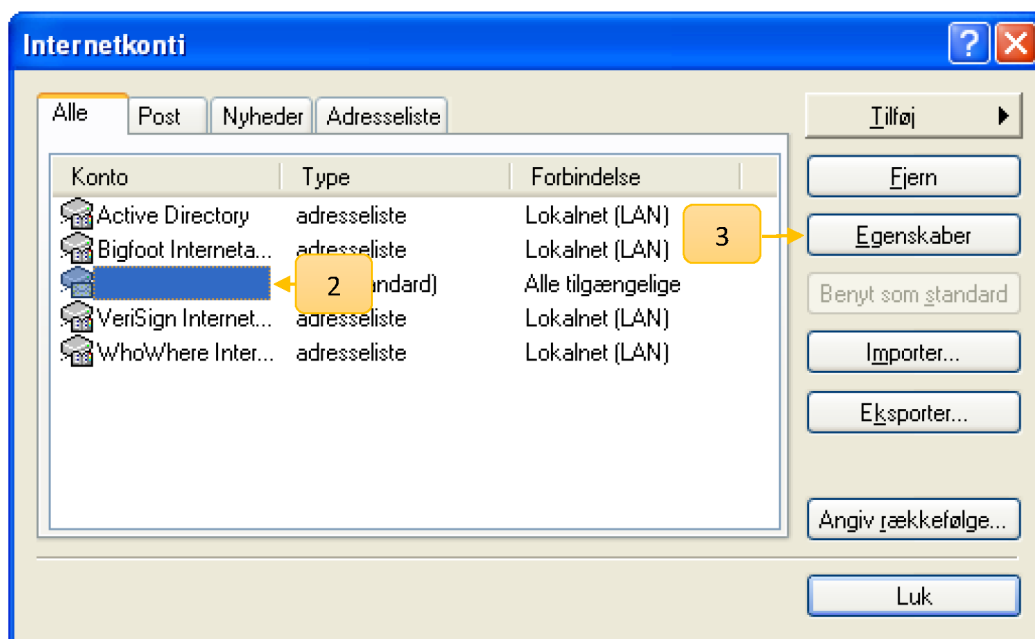 Internetkonti
Alle Post Nyheder Adresseliste
Tilføj
Konto Type Forbindelse
Fjern
Active Directory adresseliste Lokalnet (LAN)
3 Egenskaber
Bigfoot Interneta... adresseliste Lokalnet (LAN)
2 andard) Alle tilgængelige
Benyt som standard
VeriSign Internet... adresseliste Lokalnet (LAN)
WhoWhere Inter... adresseliste Lokalnet (LAN)
Importer...
Eksporter...
Angiv rækkefølge...
Luk